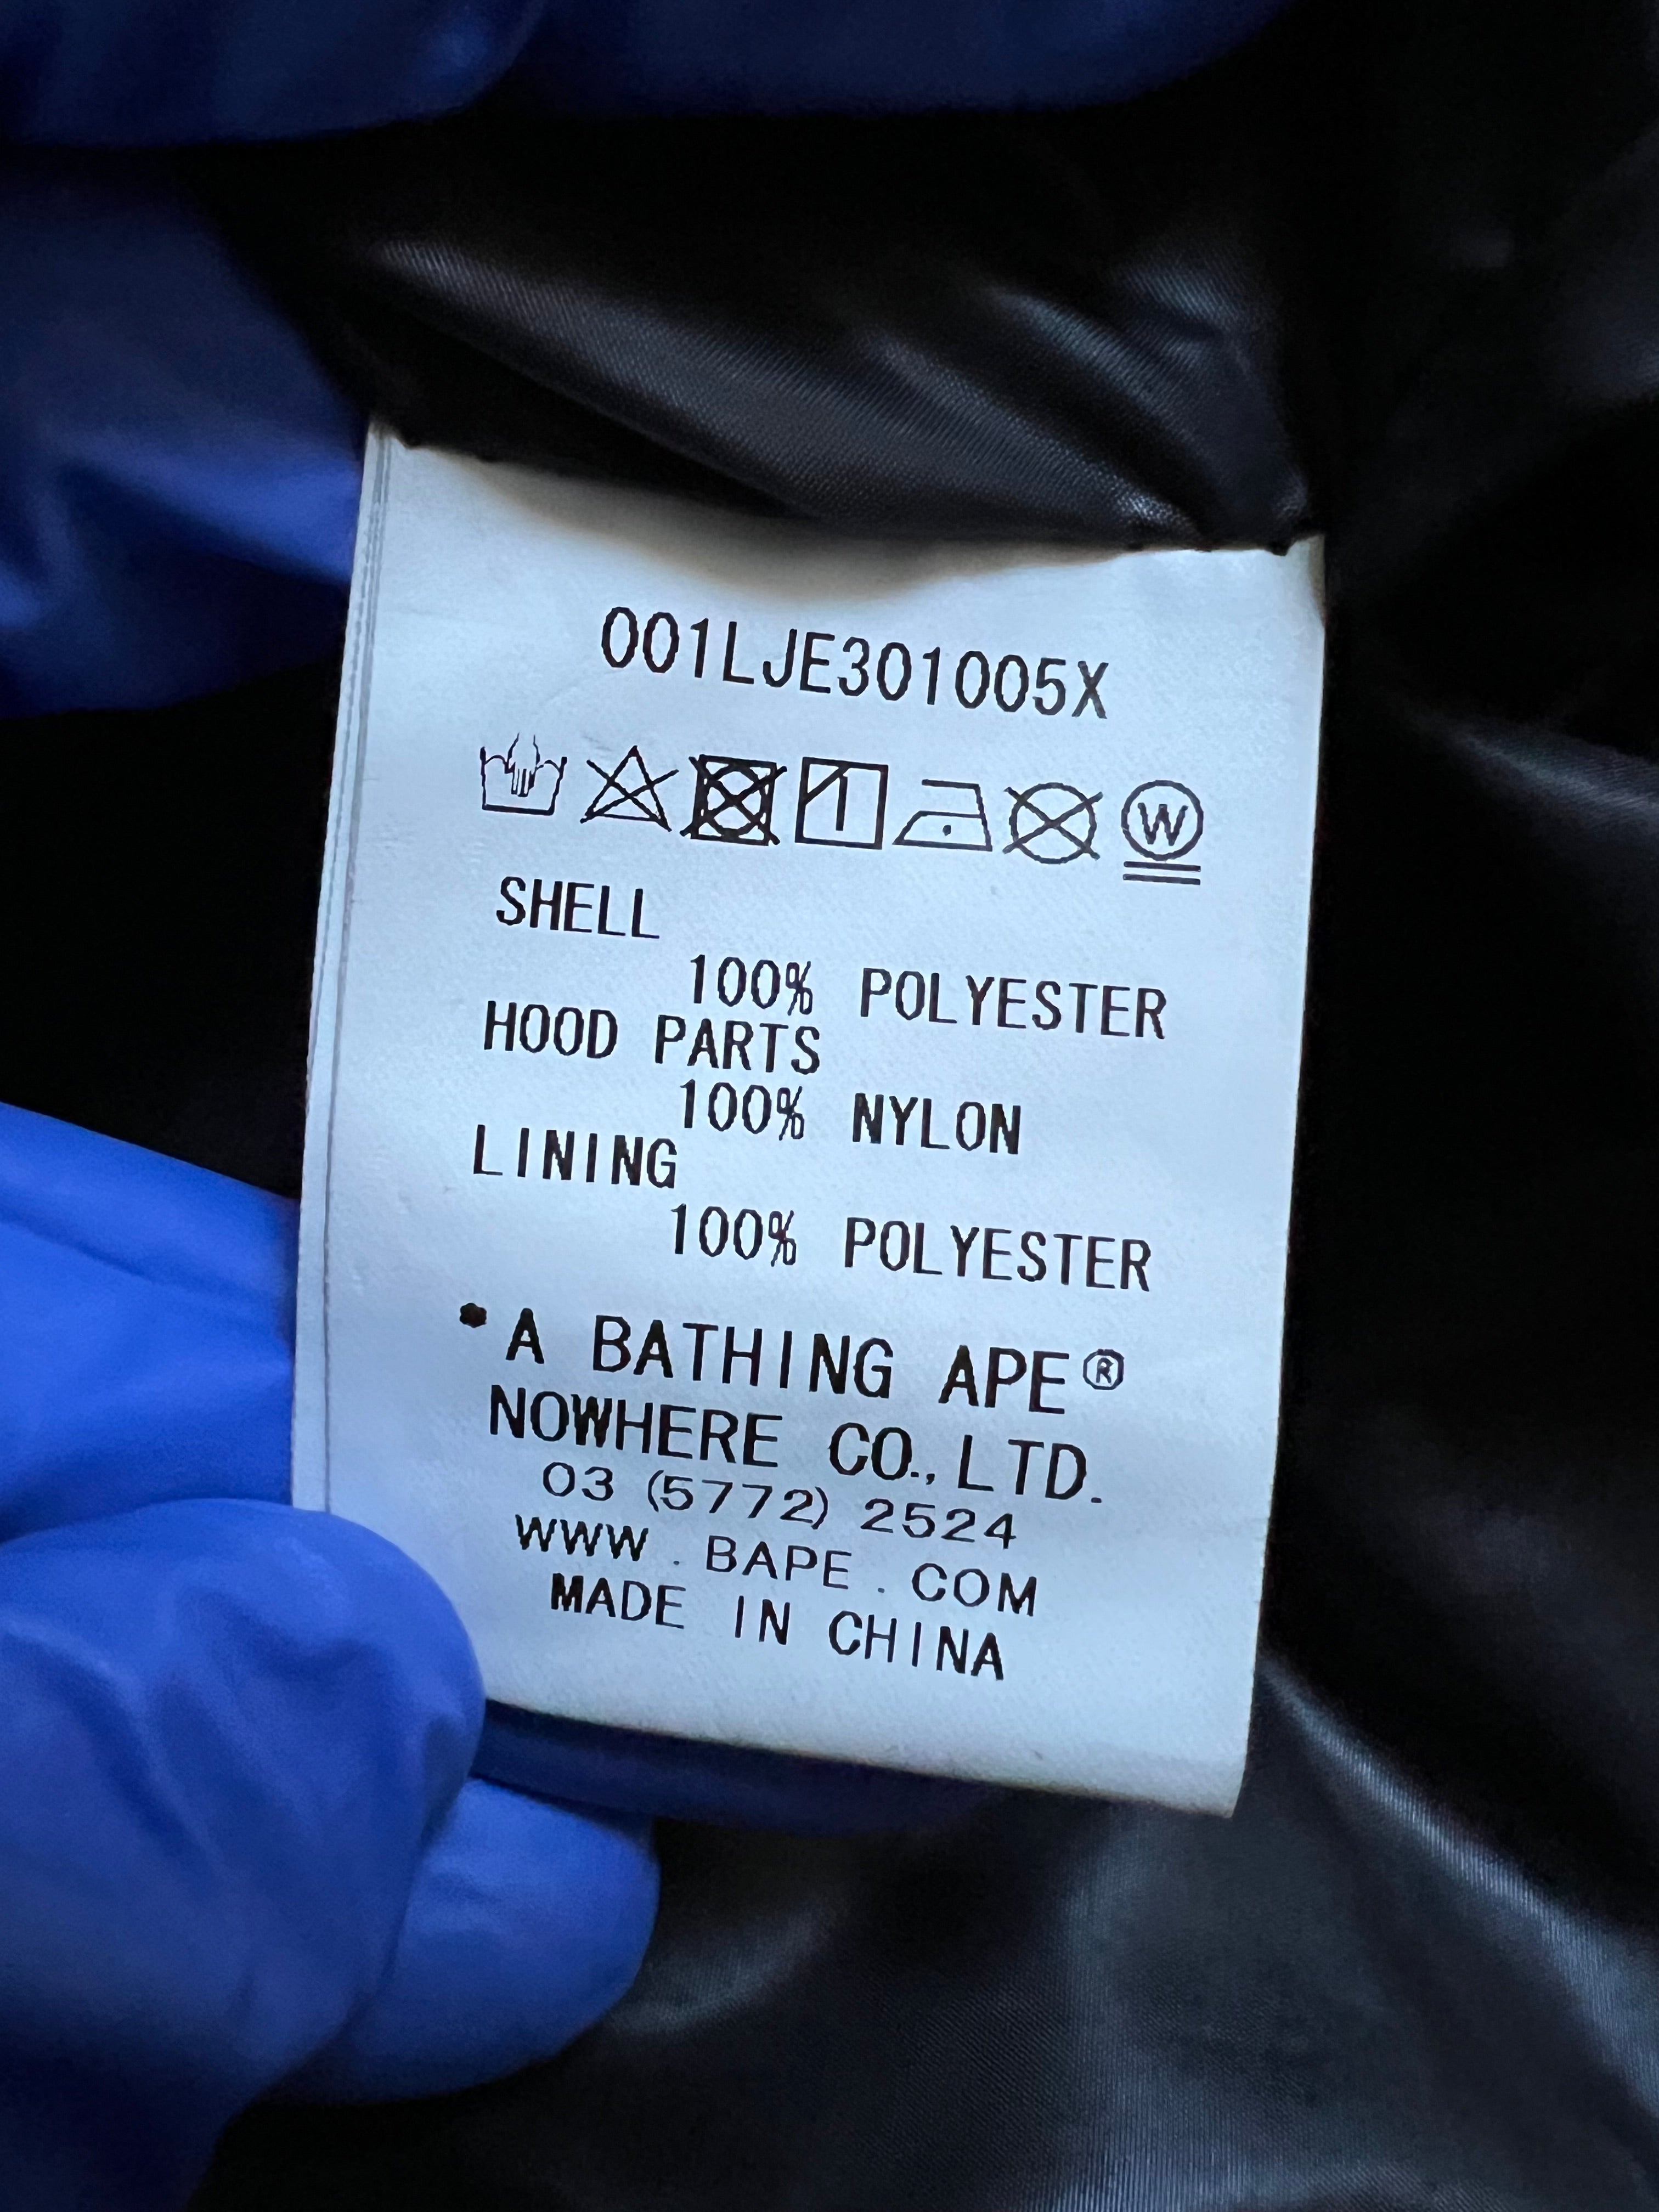 001LJE301005X
W
SHELL
100% POLYESTER
HOOD PARTS
100% NYLON
LINING
100% POLYESTER
•A BATHING APE®
NOWHERE CO.,LTD.
03 (5772) 2524
WWW . BAPE . COM
MADE IN CHINA